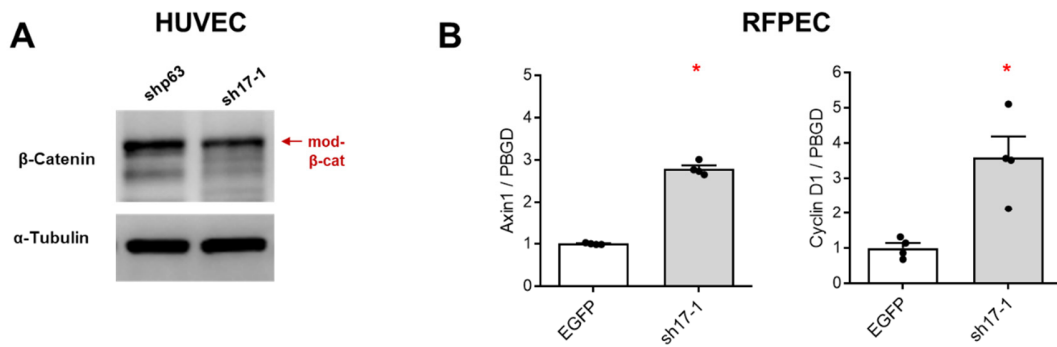 A
HUVEC
shp63
sh17-1
β-Catenin
mod-
β-cat
α-Tubulin
B
RFPEC
Axin1 / PBGD
5
4
3
2
1
0
*
EGFP
sh17-1
Cyclin D1 / PBGD
6
5
4
3
2
1
0
*
EGFP
sh17-1